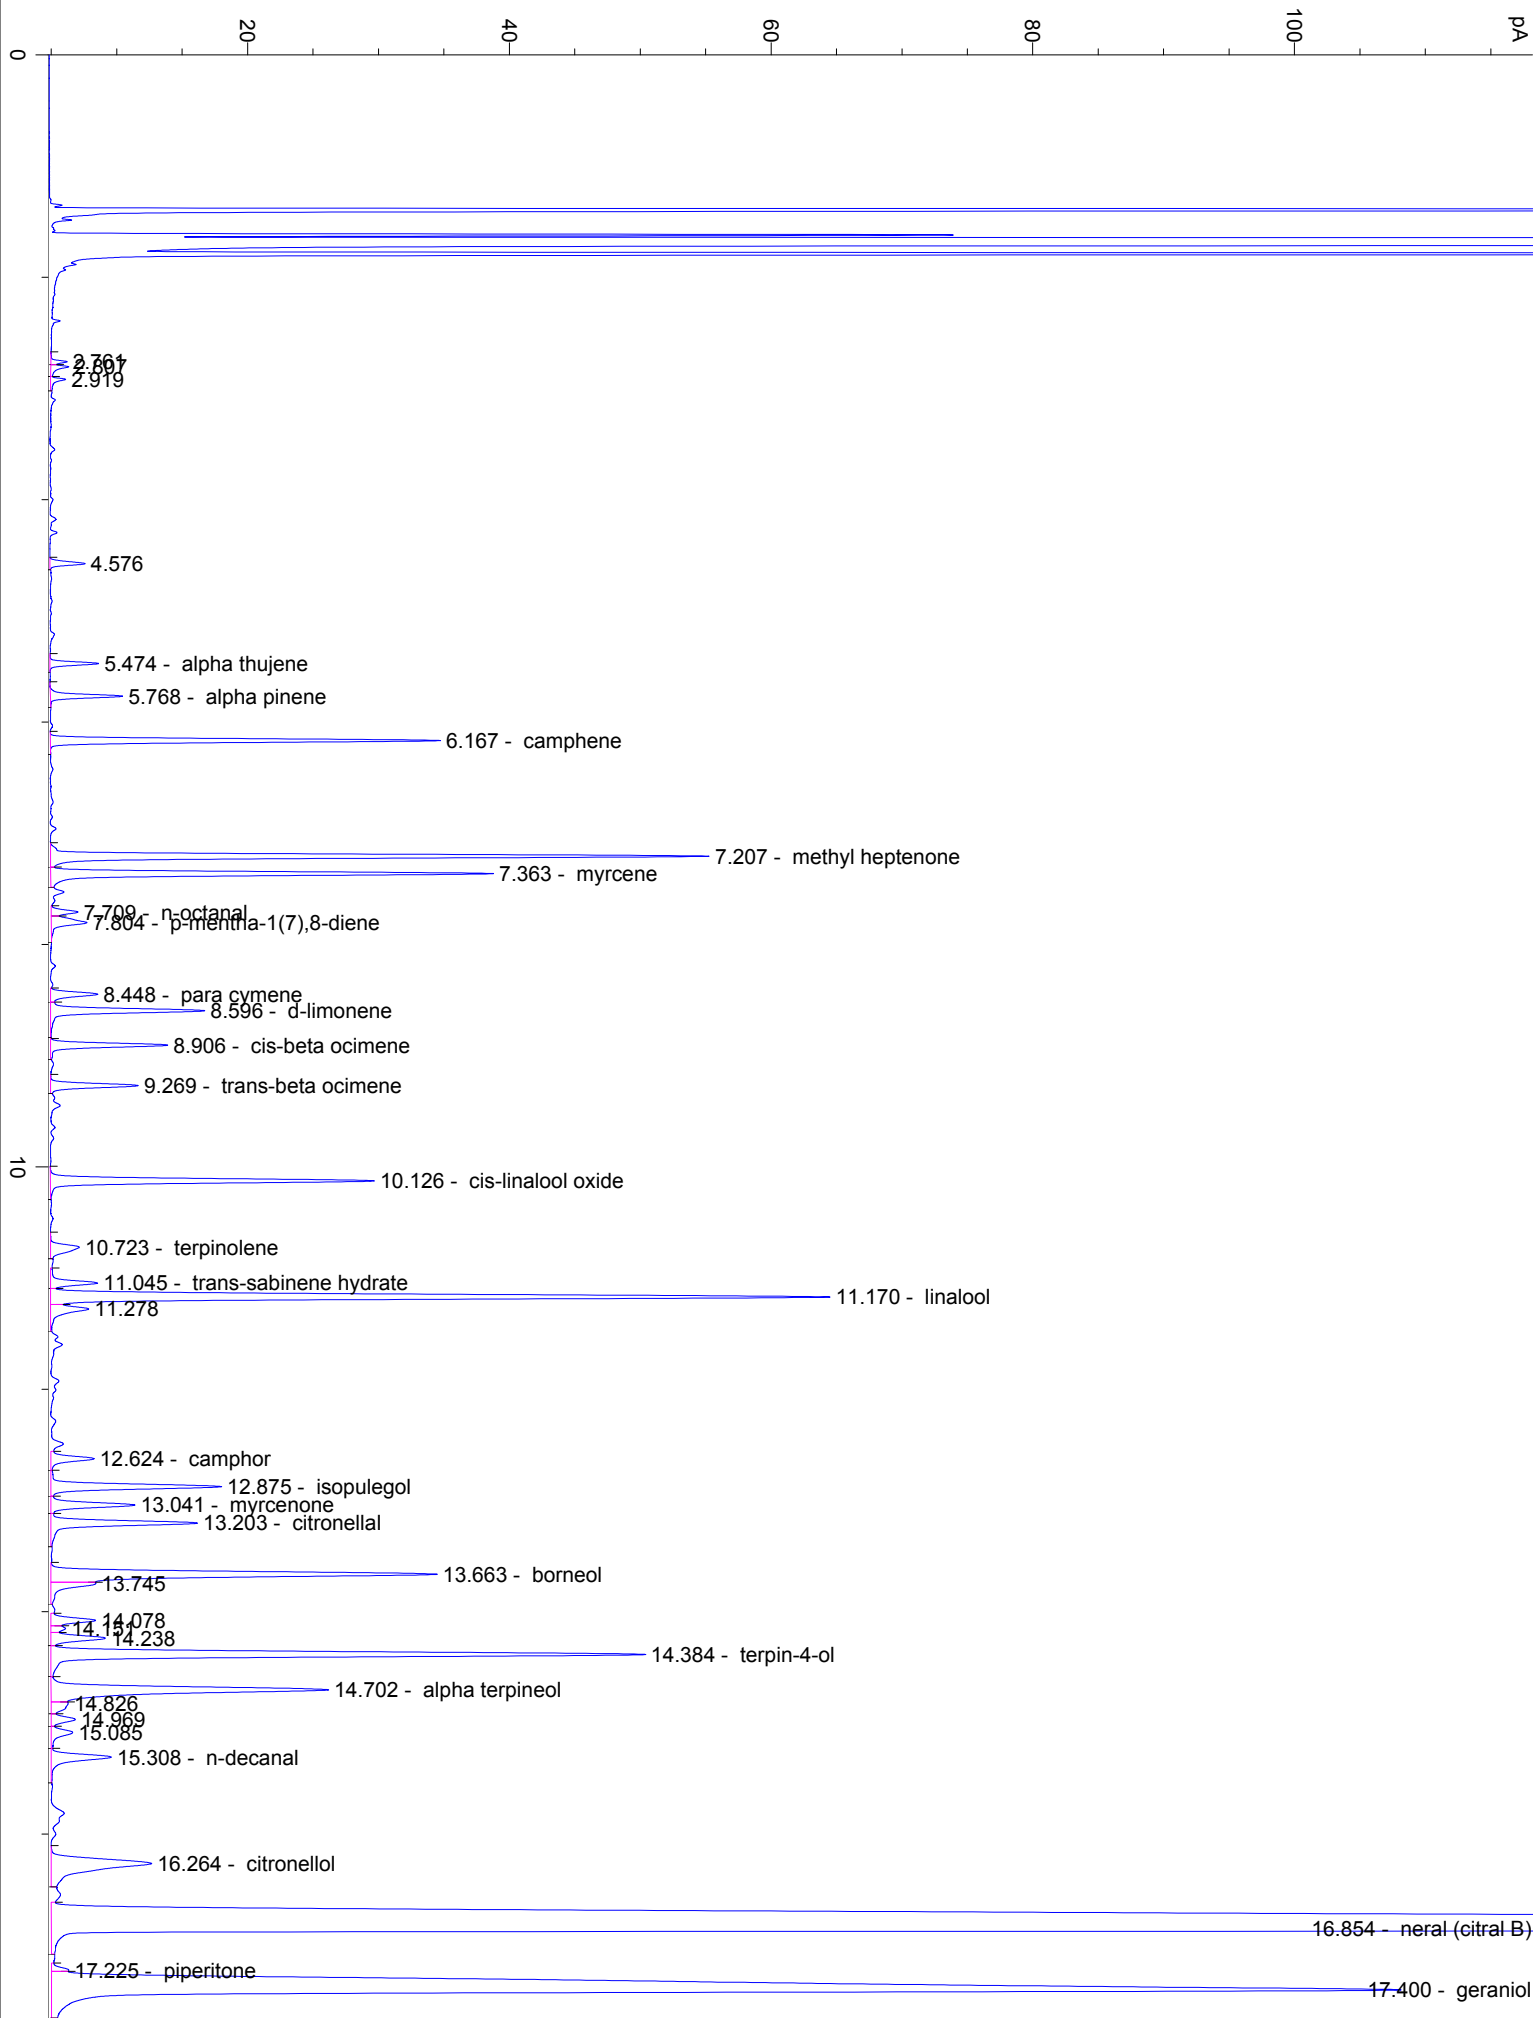 20
40
60
80
100
pA
0
2.761
2.807
2.919
4.576
5.474 - alpha thujene
5.768 - alpha pinene
6.167 - camphene
7.207 - methyl heptenone
7.363 - myrcene
7.709 - n-octanal
7.804 - p-mentha-1(7),8-diene
8.448 - para cymene
8.596 - d-limonene
8.906 - cis-beta ocimene
9.269 - trans-beta ocimene
10
10.126 - cis-linalool oxide
10.723 - terpinolene
11.045 - trans-sabinene hydrate
11.170 - linalool
11.278
12.624 - camphor
12.875 - isopulegol
13.041 - myrcenone
13.203 - citronellal
13.663 - borneol
13.745
14.078
14.151
14.238
14.384 - terpin-4-ol
14.702 - alpha terpineol
14.826
14.969
15.085
15.308 - n-decanal
16.264 - citronellol
16.854 - neral (citral B)
17.225 - piperitone
17.400 - geraniol